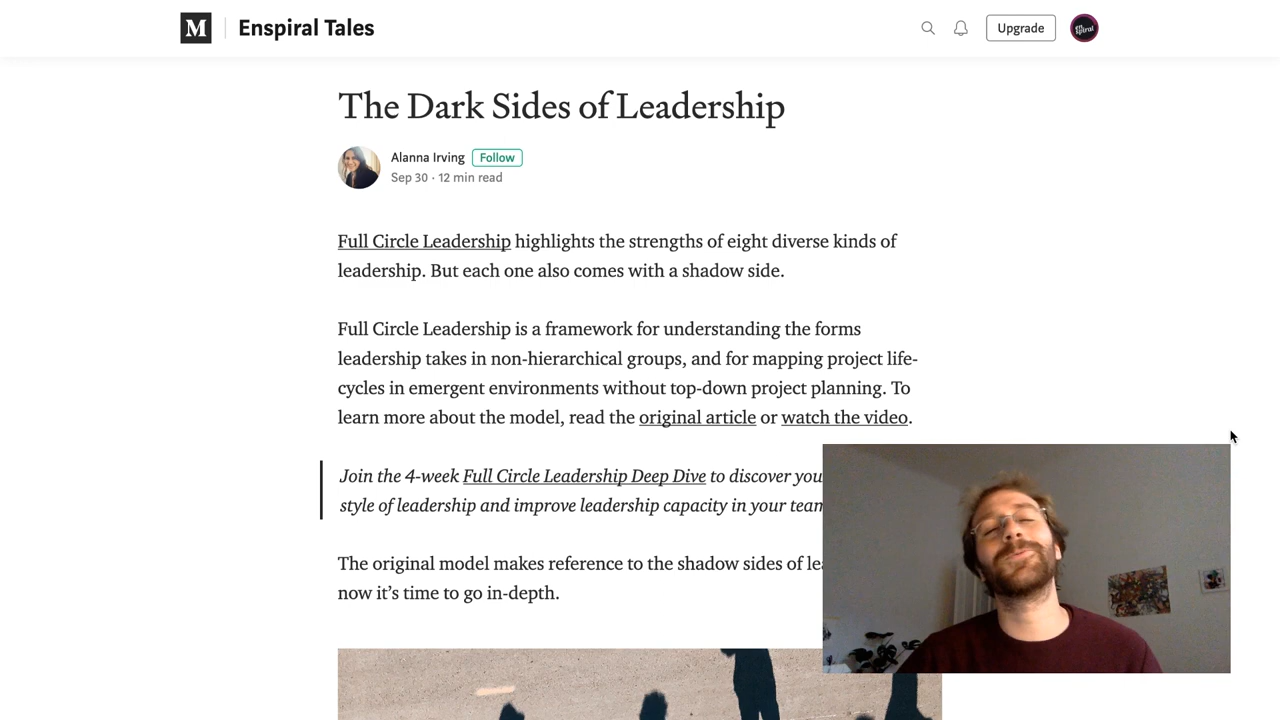 M Enspiral Tales
Upgrade
en
spiral
The Dark Sides of Leadership
Alanna Irving Follow
Sep 30 · 12 min read
Full Circle Leadership highlights the strengths of eight diverse kinds of
leadership. But each one also comes with a shadow side.
Full Circle Leadership is a framework for understanding the forms
leadership takes in non-hierarchical groups, and for mapping project life-
cycles in emergent environments without top-down project planning. To
learn more about the model, read the original article or watch the video.
Join the 4-week Full Circle Leadership Deep Dive to discover
style of leadership and improve leadership capacity in your
The original model makes reference to the shadow sides of
now it's time to go in-depth.